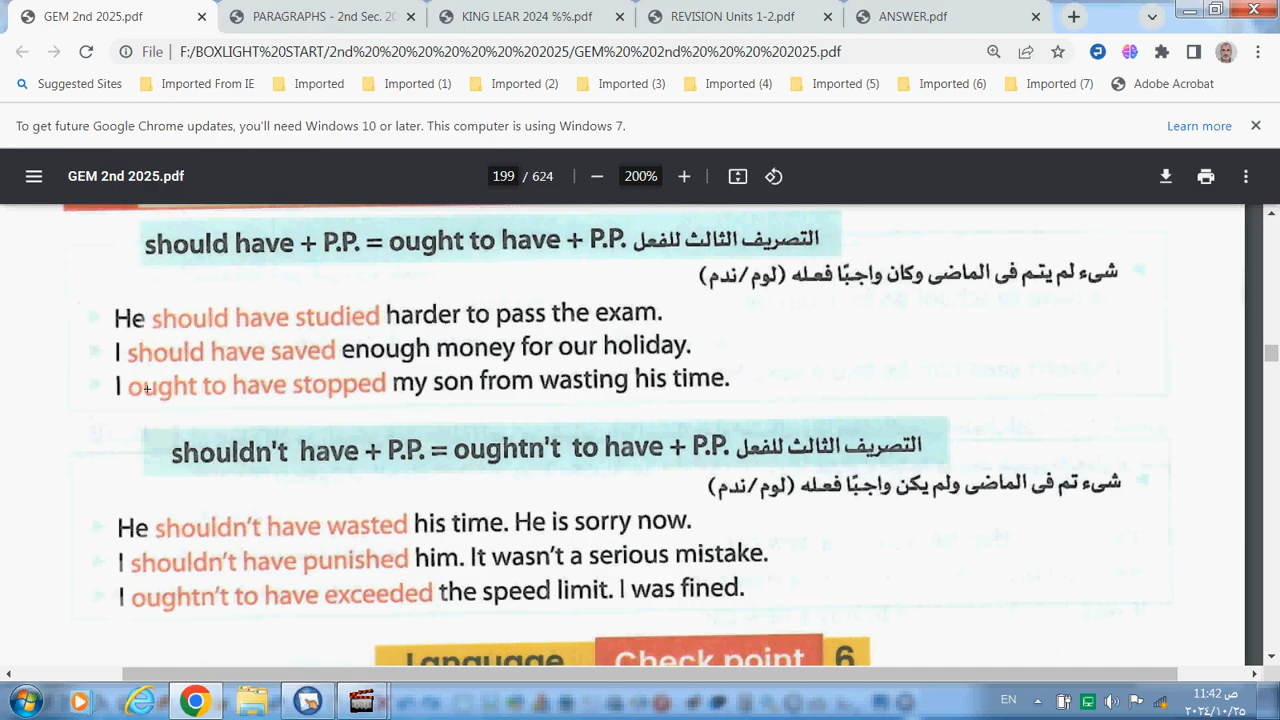 GEM 2nd 2025.pdf
PARAGRAPHS - 2nd Sec. 20
KING LEAR 2024-2025.pdf
REVISION Units 1-2.pdf
ANSWER.pdf
File | F:/BOXLIGHT%20START/2nd%20%20%20%20%20%20%202025/GEM%20%202nd%20%20%20%202025.pdf
Suggested Sites Imported From IE Imported Imported (1) Imported (2) Imported (3) Imported (4) Imported (5) Imported (6) Imported (7) Adobe Acrobat
To get future Google Chrome updates, you'll need Windows 10 or later. This computer is using Windows 7. Learn more
GEM 2nd 2025.pdf 199 / 624 200%
should have + P.P. = ought to have + P.P. التصريف الثالث للفعل
شىء لم يتم فى الماضى وكان واجبًا فعله (لوم/ندم)
He should have studied harder to pass the exam.
I should have saved enough money for our holiday.
I ought to have stopped my son from wasting his time.
shouldn't have + P.P. = oughtn't to have + P.P. التصريف الثالث للفعل
شىء تم فى الماضى ولم يكن واجبًا فعله (لوم/ندم)
He shouldn't have wasted his time. He is sorry now.
I shouldn't have punished him. It wasn't a serious mistake.
I oughtn't to have exceeded the speed limit. I was fined.
Language Check point 6
EN
11:42 ص
٢٠٢٤/١٠/٢٥